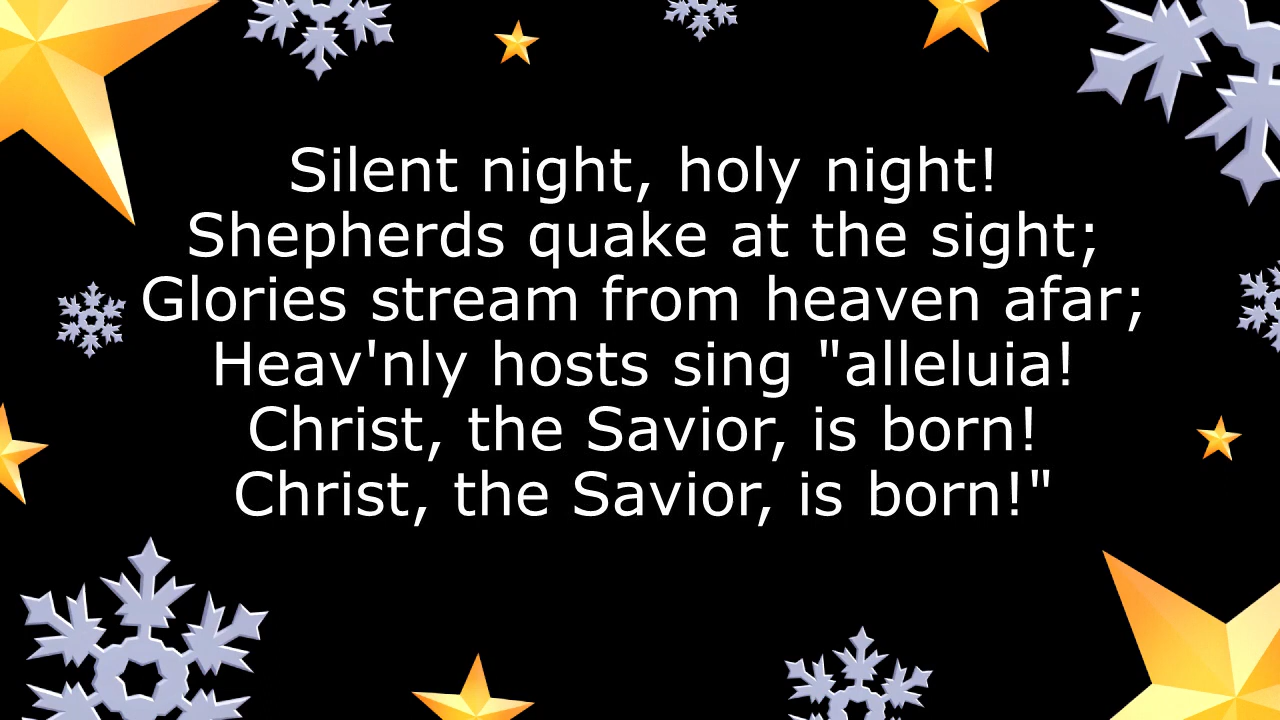 Silent night, holy night!
Shepherds quake at the sight;
Glories stream from heaven afar;
Heav'nly hosts sing "alleluia!
Christ, the Savior, is born!
Christ, the Savior, is born!"